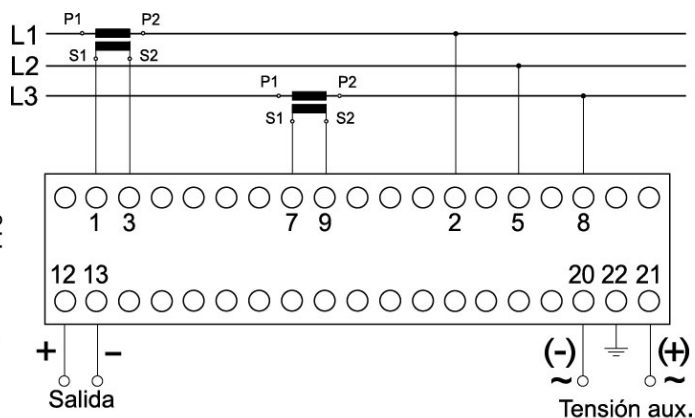 P1 P2
L1
S1 S2
L2
P1 P2
L3
S1 S2
1 3 7 9 2 5 8
12 13 20 22 21
+ − (-) (+)
~ ~
Salida
Tensión aux.